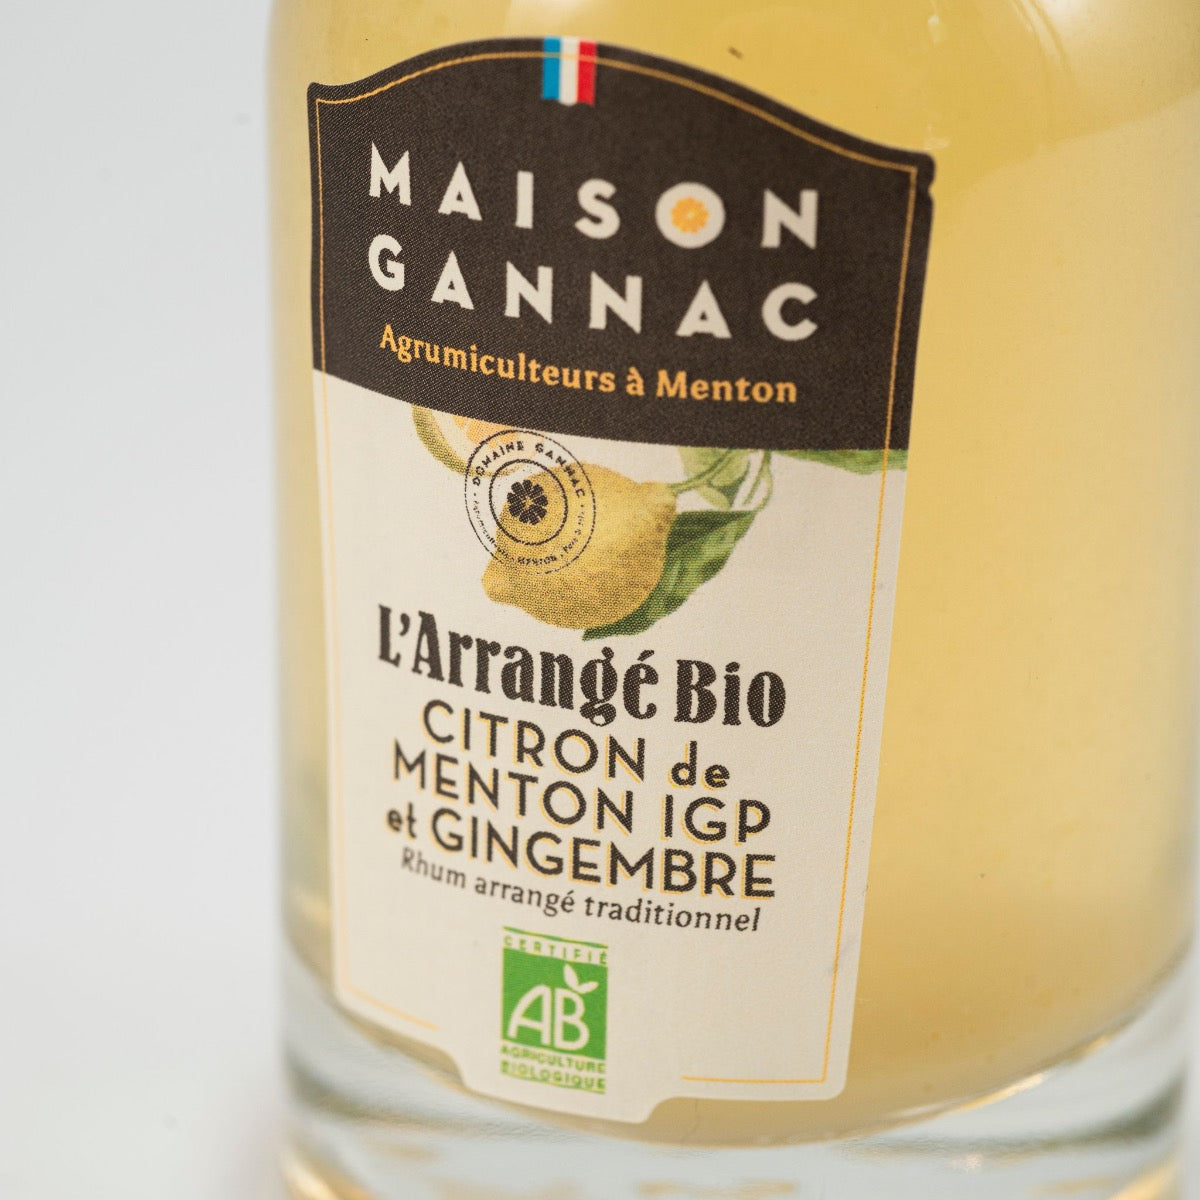 MAISON
GANNAC
Agrumiculteurs à Menton
DOMAINE GANNAC
MENTON
L'Arrangé Bio
CITRON de
MENTON IGP
et GINGEMBRE
Rhum arrangé traditionnel
CERTIFIÉ
AB
AGRICULTURE
BIOLOGIQUE